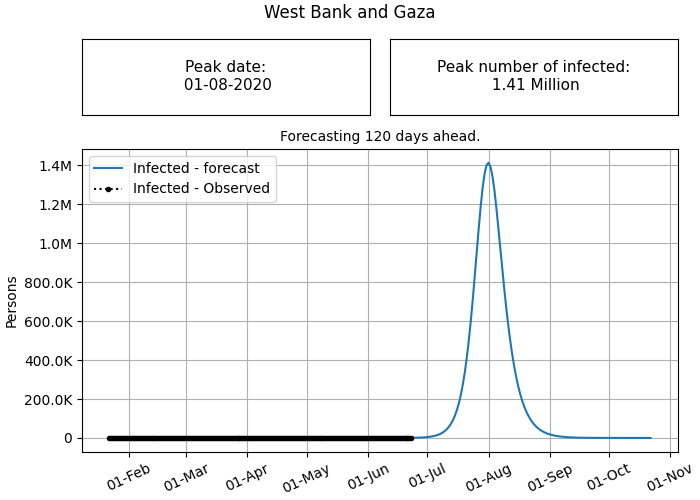 West Bank and Gaza
Peak date:
01-08-2020
Peak number of infected:
1.41 Million
Forecasting 120 days ahead.
Infected - forecast
Infected - Observed
Persons
1.4M
1.2M
1.0M
800.0K
600.0K
400.0K
200.0K
0
01-Feb
01-Mar
01-Apr
01-May
01-Jun
01-Jul
01-Aug
01-Sep
01-Oct
01-Nov